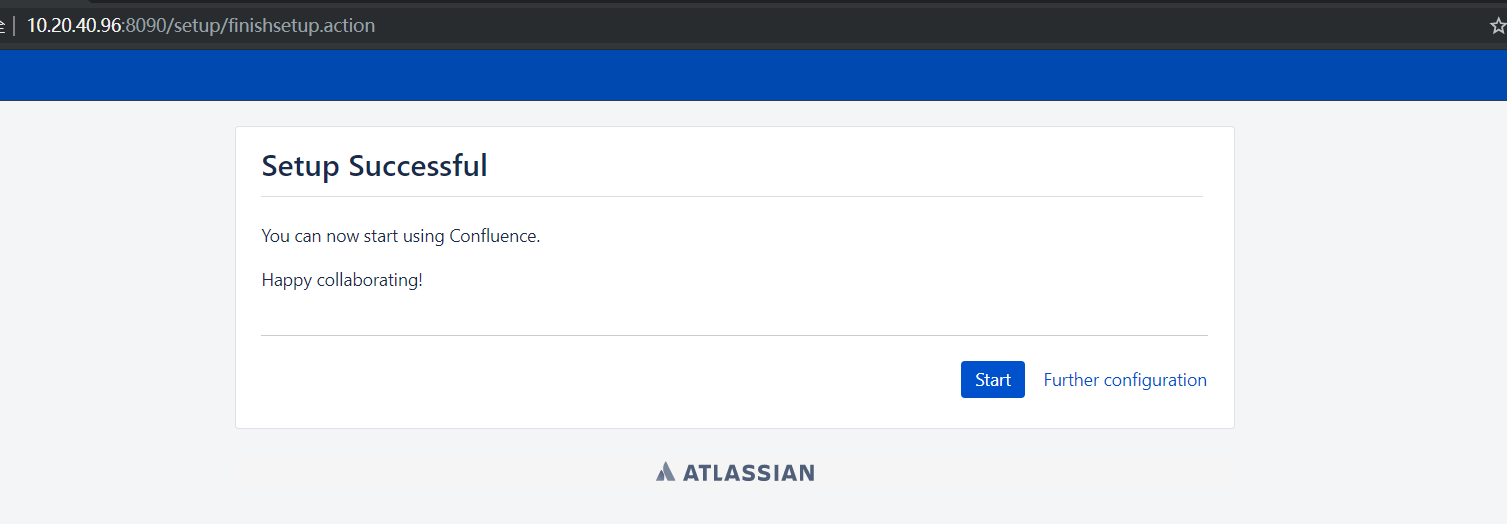 10.20.40.96:8090/setup/finishsetup.action
Setup Successful
You can now start using Confluence.
Happy collaborating!
Start Further configuration
ATLASSIAN